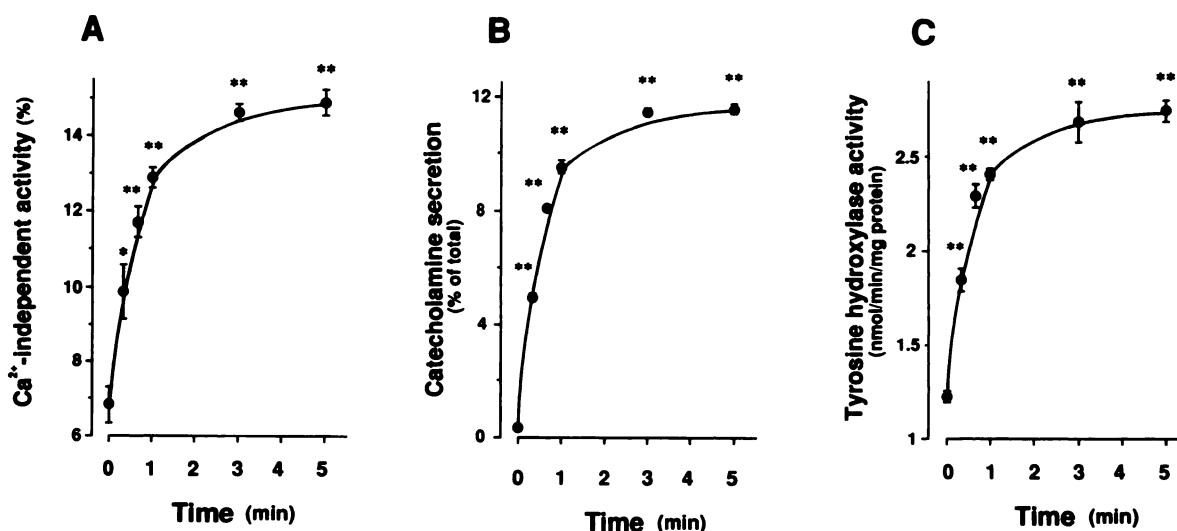 A
B
C
Ca²⁺-independent activity (%)
14
12
10
8
6
*
**
**
**
**
0 1 2 3 4 5
Time (min)
Catecholamine secretion
(% of total)
12
8
4
0
**
**
**
**
**
0 1 2 3 4 5
Time (min)
Tyrosine hydroxylase activity
(nmol/min/mg protein)
2.5
2
1.5
1
**
**
**
**
**
0 1 2 3 4 5
Time (min)